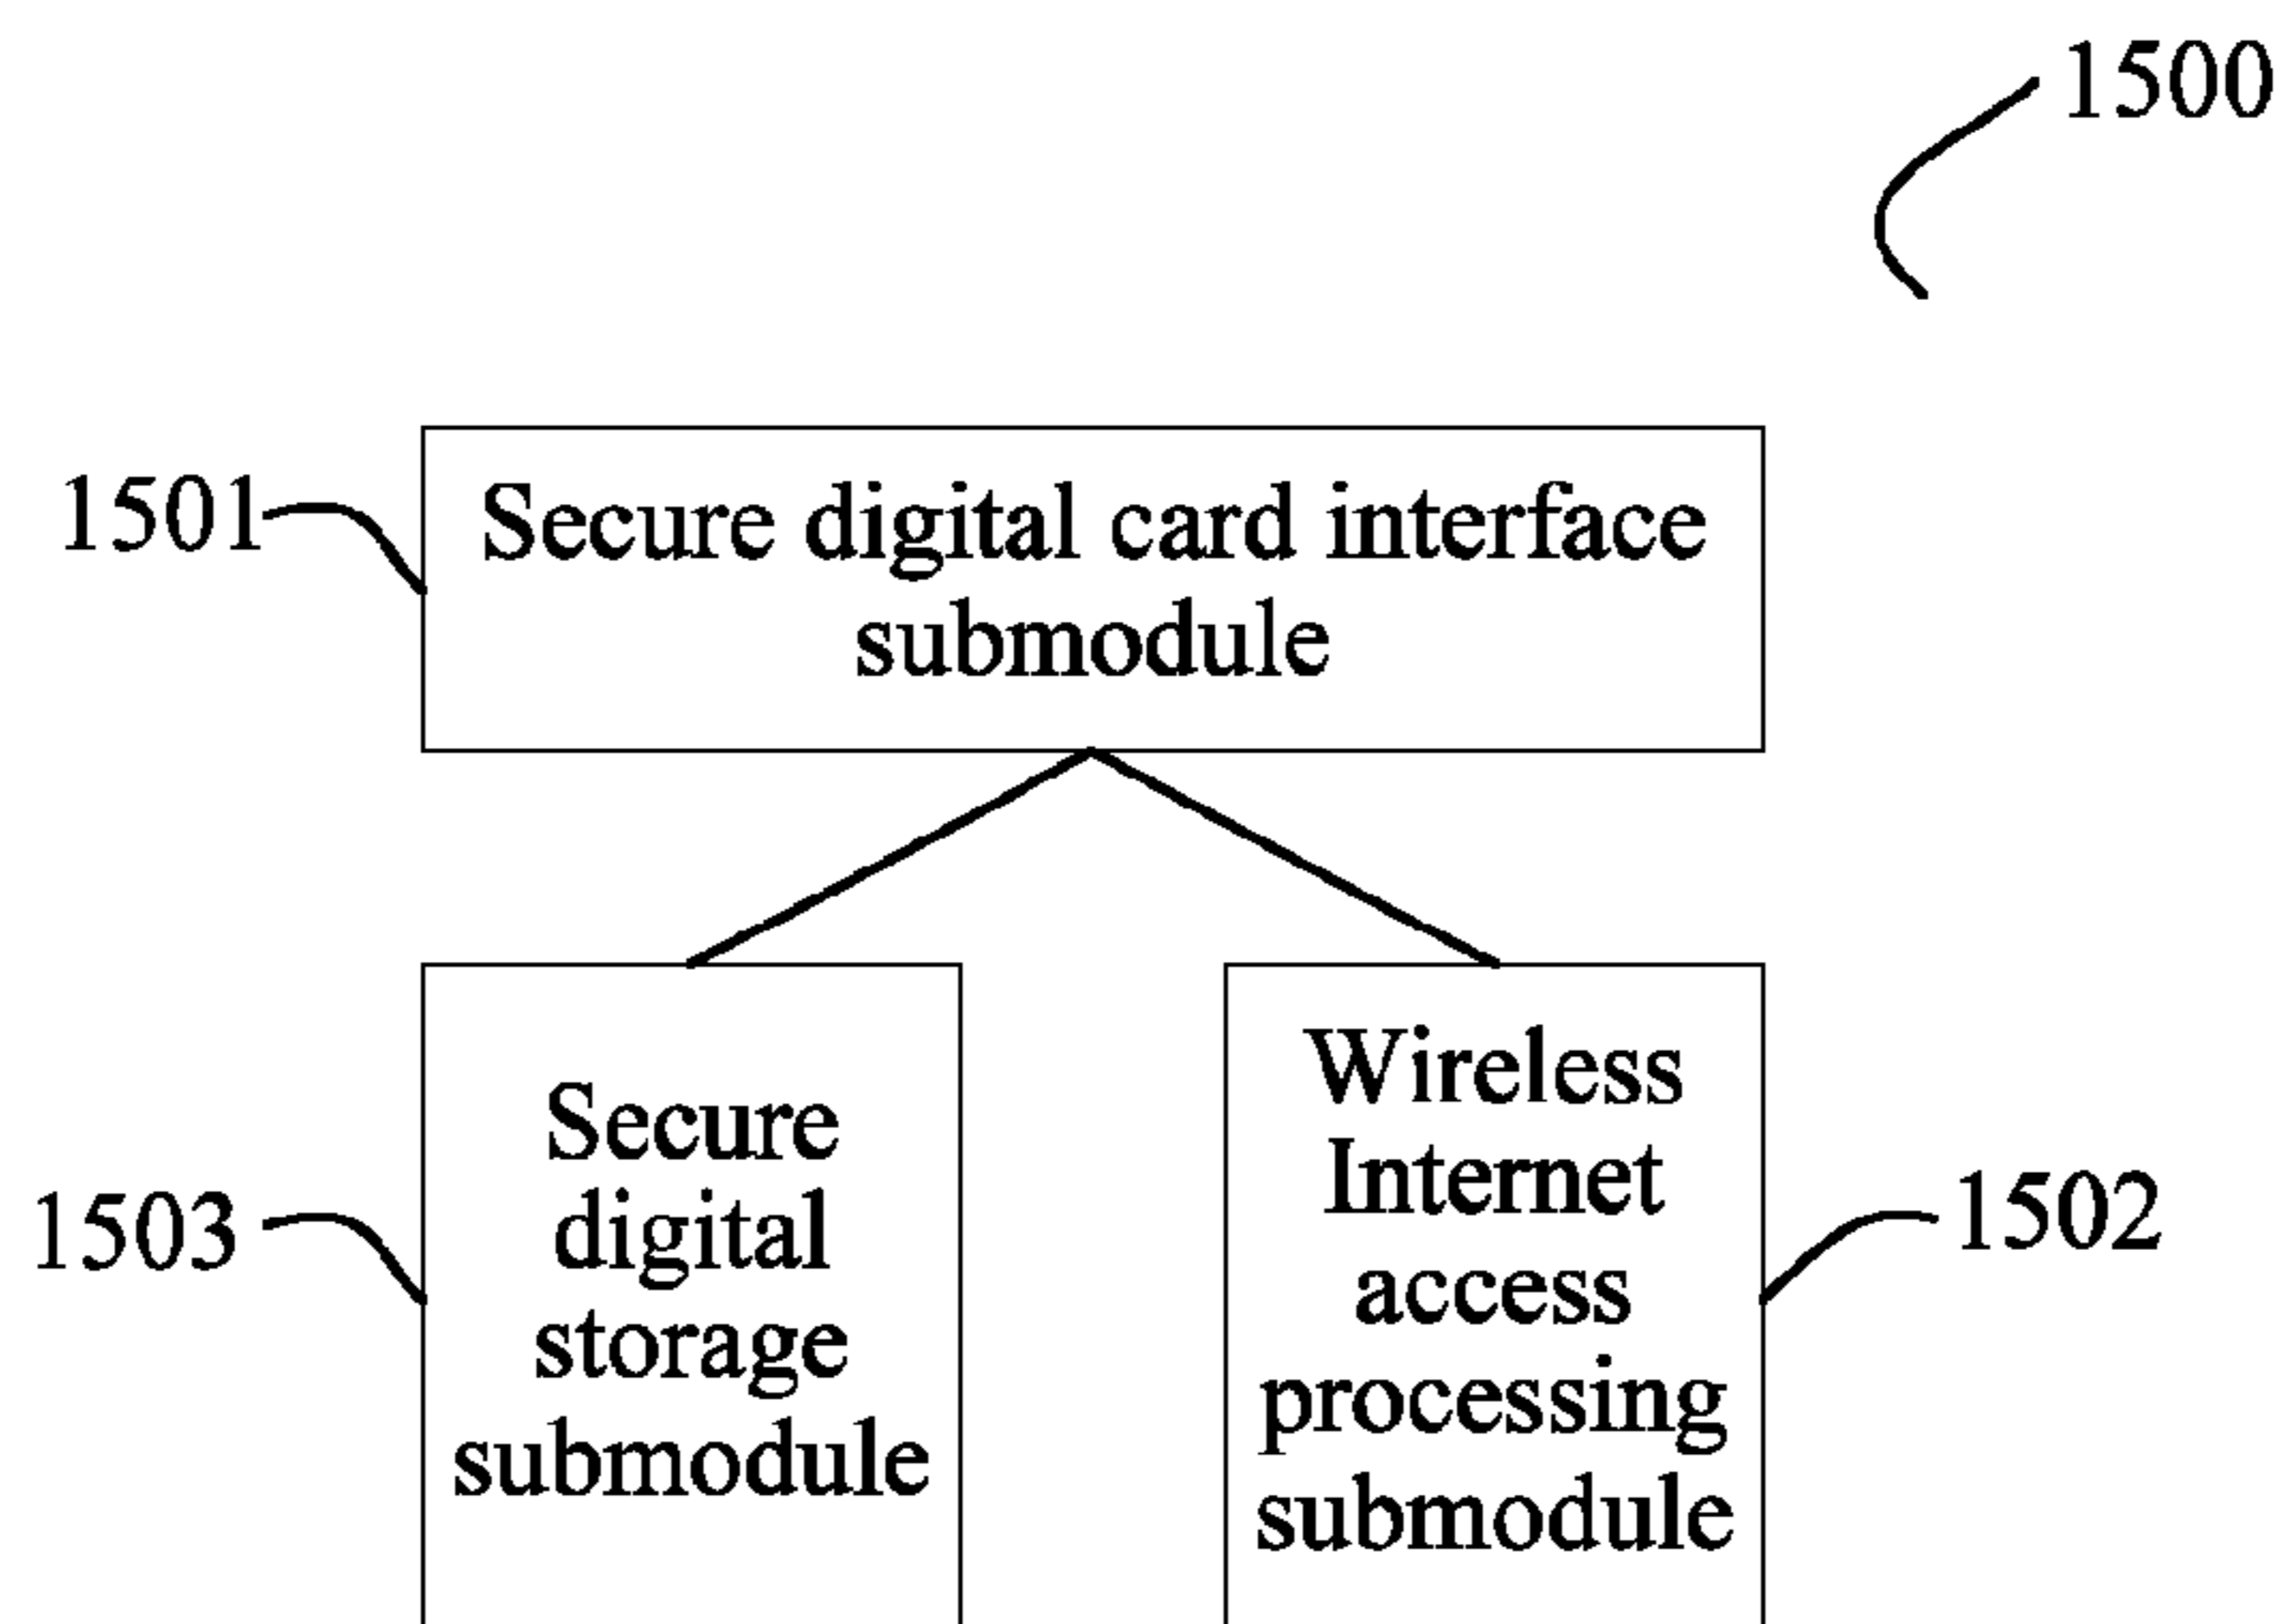 1500
1501
Secure digital card interface
submodule
1503
Secure
digital
storage
submodule
Wireless
Internet
access
processing
submodule
1502